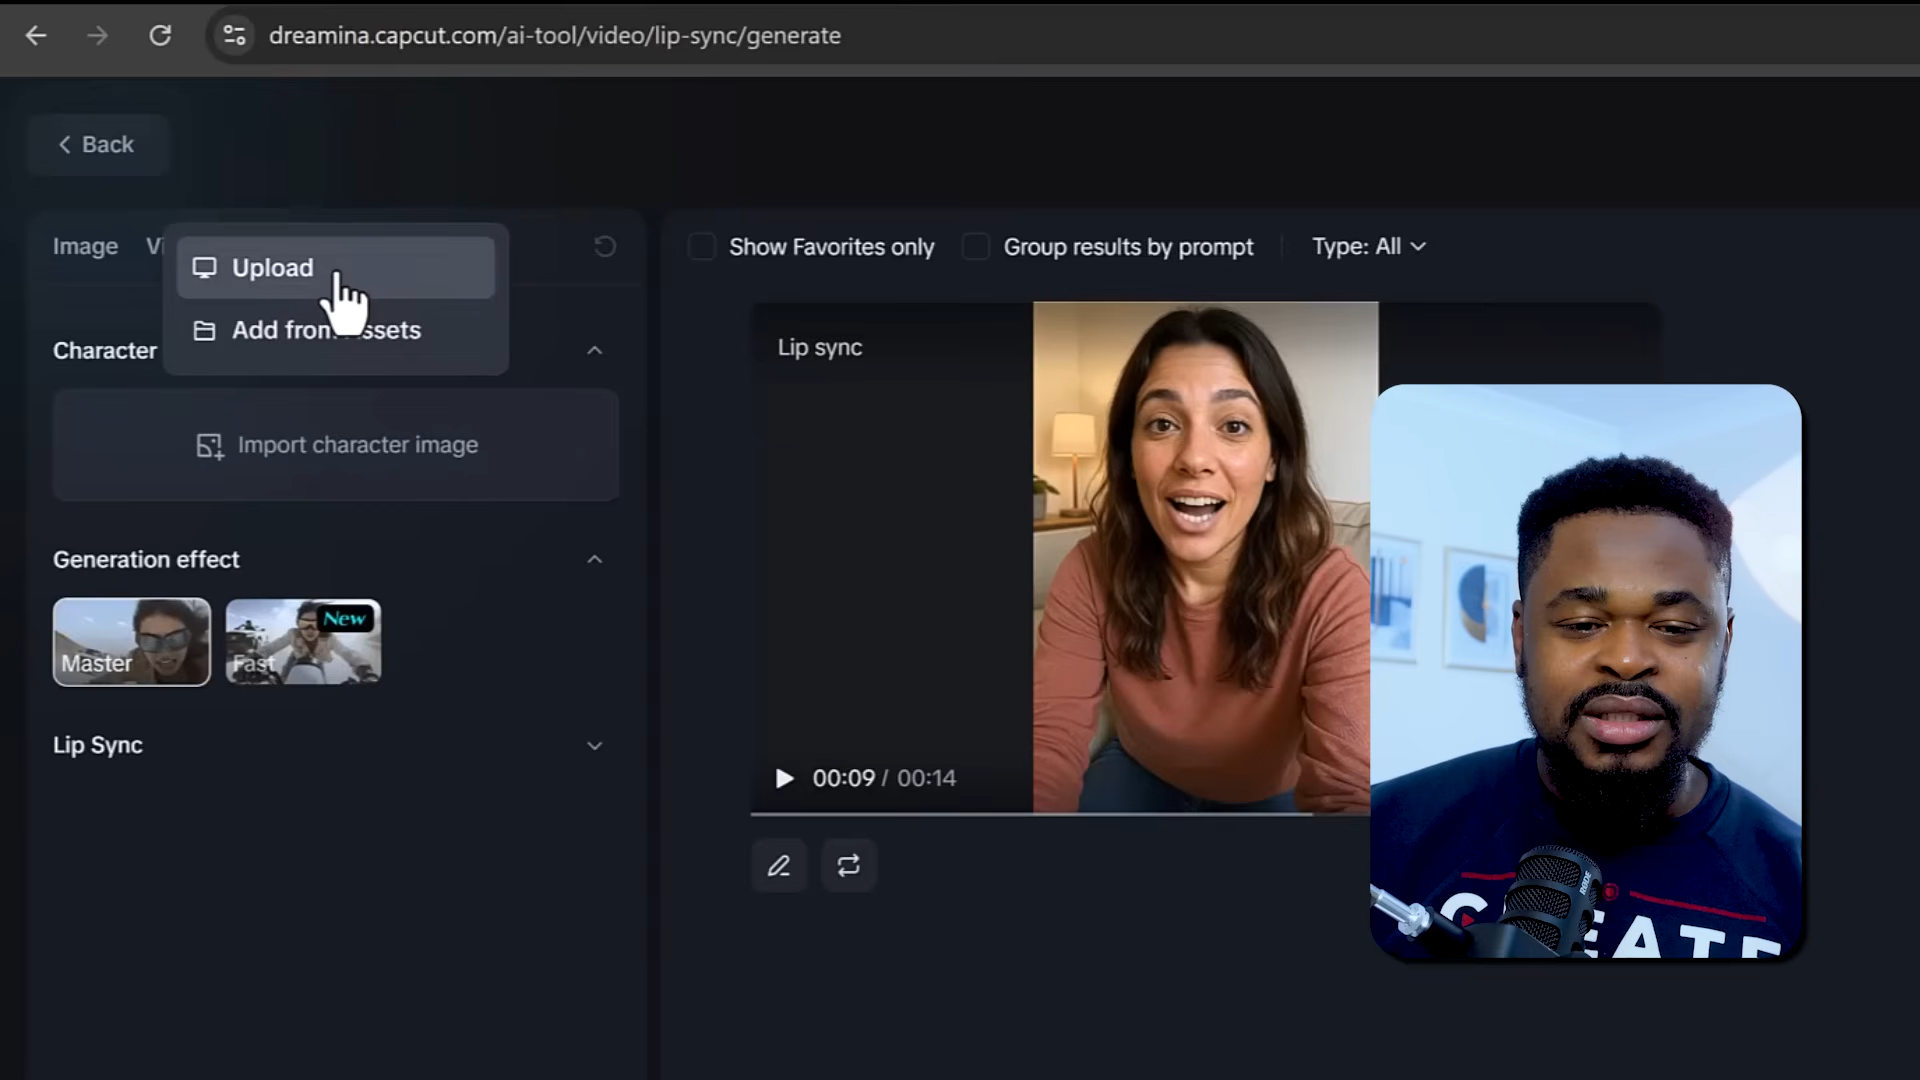 dreamina.capcut.com/ai-tool/video/lip-sync/generate
Back
Image
Upload
Add from
Character
Import character image
Generation effect
Master
Fast
New
Lip Sync
Show Favorites only
Group results by prompt
Type: All
Lip sync
00:09 / 00:14
RODE